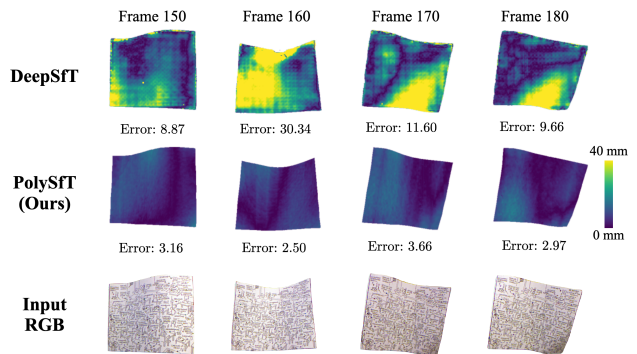 Frame 150 Frame 160 Frame 170 Frame 180
DeepSfT
Error: 8.87 Error: 30.34 Error: 11.60 Error: 9.66
40 mm
PolySfT
(Ours)
0 mm
Error: 3.16 Error: 2.50 Error: 3.66 Error: 2.97
Input
RGB